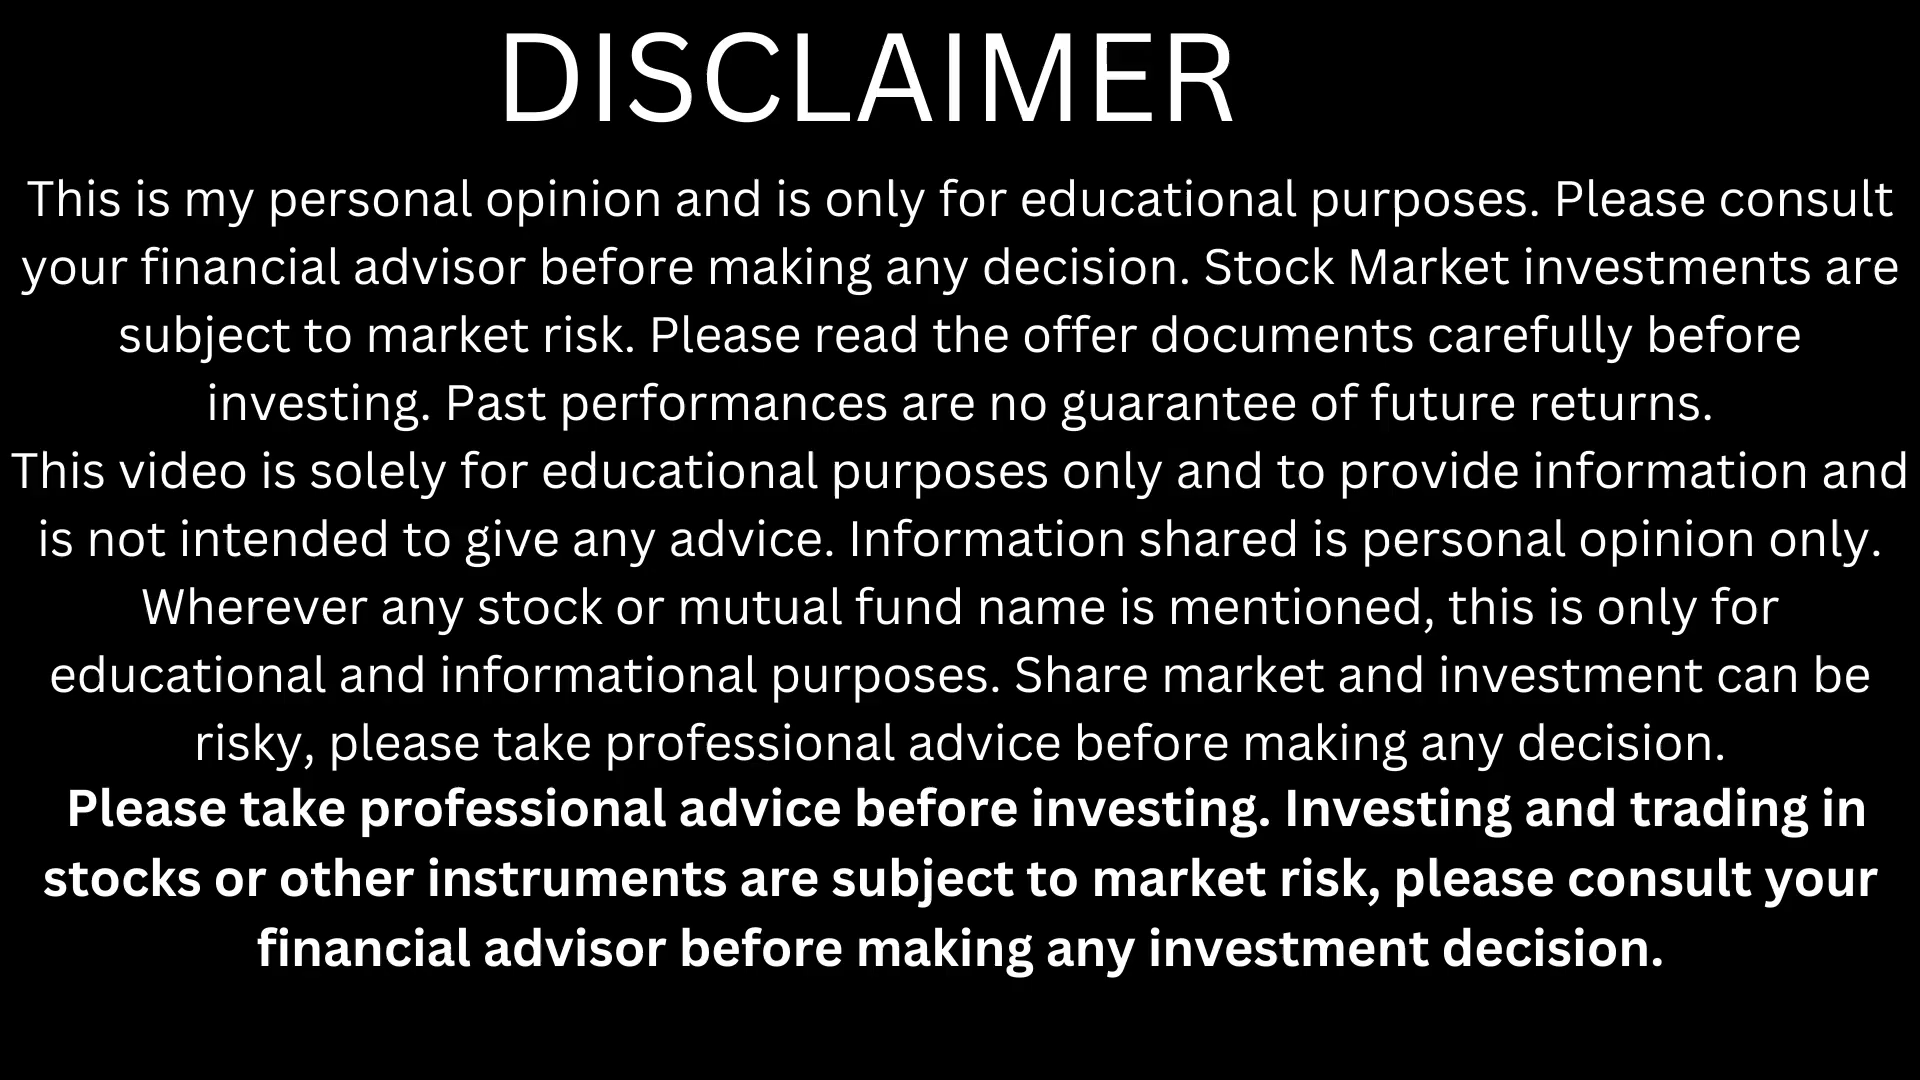 DISCLAIMER
This is my personal opinion and is only for educational purposes. Please consult
your financial advisor before making any decision. Stock Market investments are
subject to market risk. Please read the offer documents carefully before
investing. Past performances are no guarantee of future returns.
This video is solely for educational purposes only and to provide information and
is not intended to give any advice. Information shared is personal opinion only.
Wherever any stock or mutual fund name is mentioned, this is only for
educational and informational purposes. Share market and investment can be
risky, please take professional advice before making any decision.
Please take professional advice before investing. Investing and trading in
stocks or other instruments are subject to market risk, please consult your
financial advisor before making any investment decision.